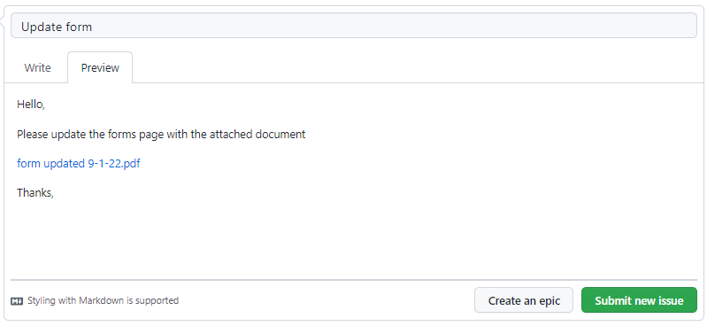 Update form
Write Preview
Hello,
Please update the forms page with the attached document
form updated 9-1-22.pdf
Thanks,
Styling with Markdown is supported Create an epic Submit new issue